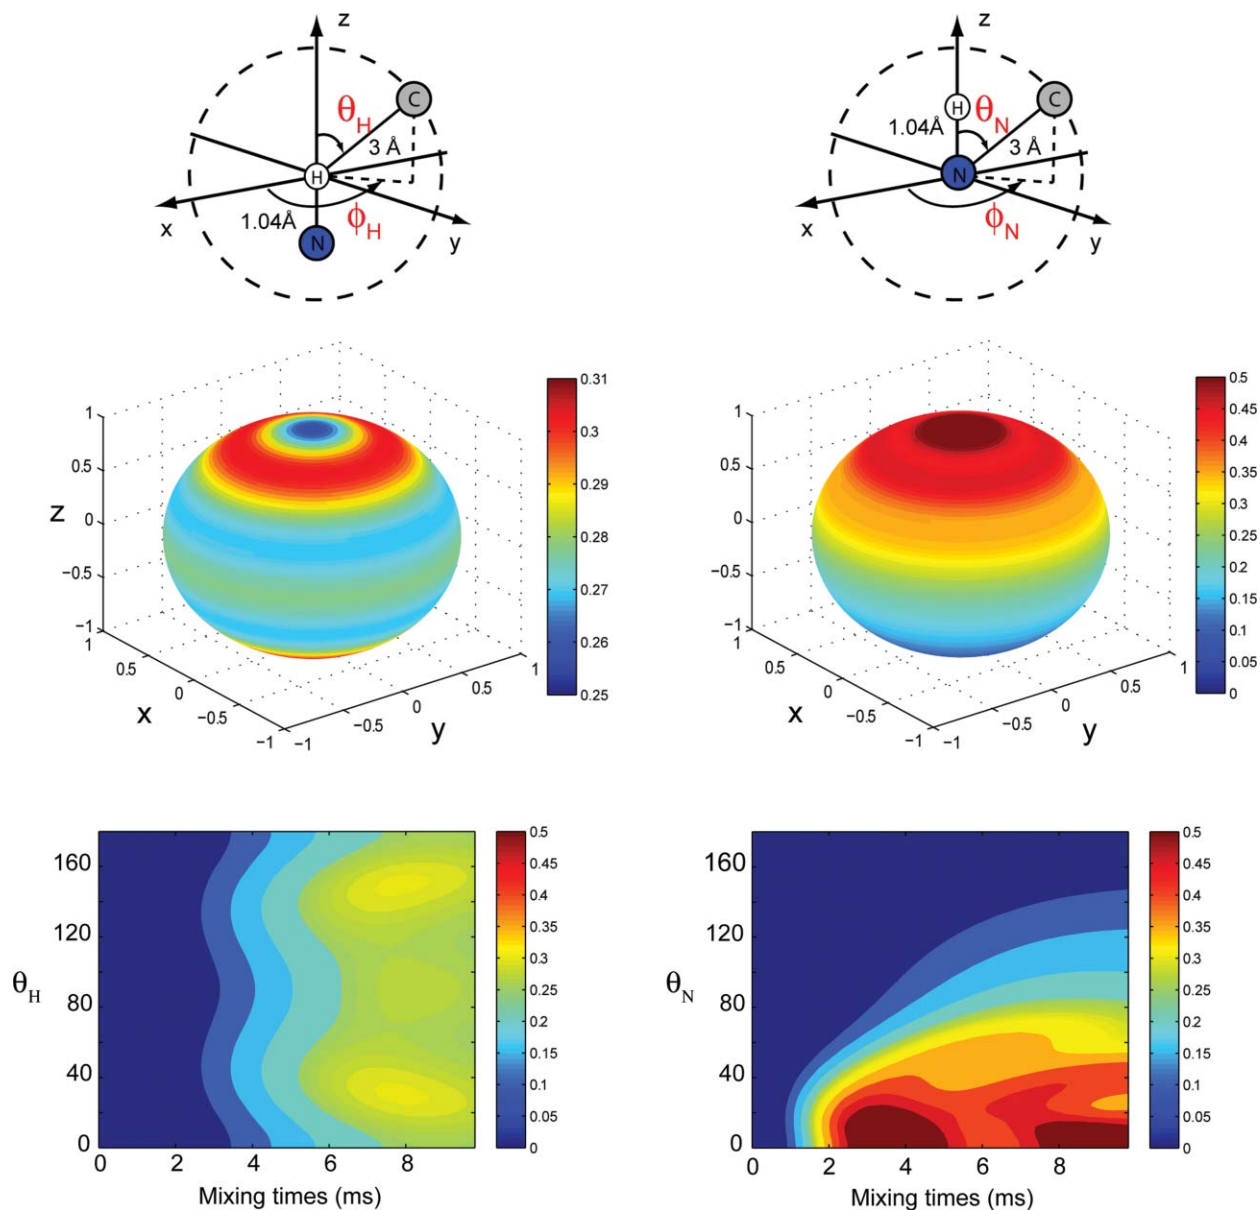 z z
C C
θH H θN
1.04Å
3 Å 3 Å
H N
x 1.04Å ϕH y x ϕN y
N
0.31 0.5
1 0.3 1 0.45
0.4
0.5 0.29 0.5 0.35
z 0 0.28 0 0.3
0.25
−0.5 0.27 −0.5 0.2
0.15
−1 0.26 −1 0.1
1 1 1 1 0.05
0.5 0.5 0.25 0.5 0.5 0
0 0 0 0
x −0.5 −0.5 y x −0.5 −0.5 y
−1 −1 −1 −1
0.5 0.5
160 0.45 160 0.45
0.4 0.4
120 0.35 120 0.35
0.3 0.3
θH 80 0.25 θN 80 0.25
0.2 0.2
40 0.15 40 0.15
0.1 0.1
0.05 0.05
0 0 0 0
0 2 4 6 8 0 2 4 6 8
Mixing times (ms) Mixing times (ms)